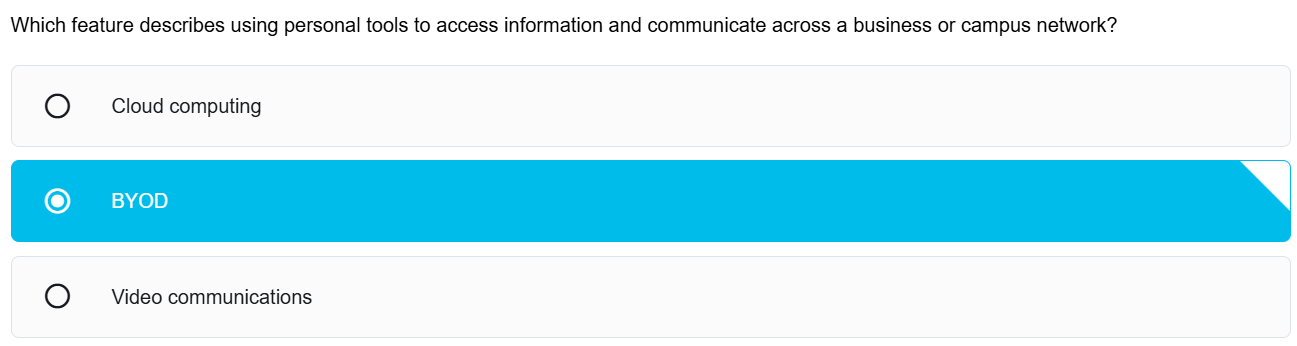 Which feature describes using personal tools to access information and communicate across a business or campus network?
Cloud computing
BYOD
Video communications